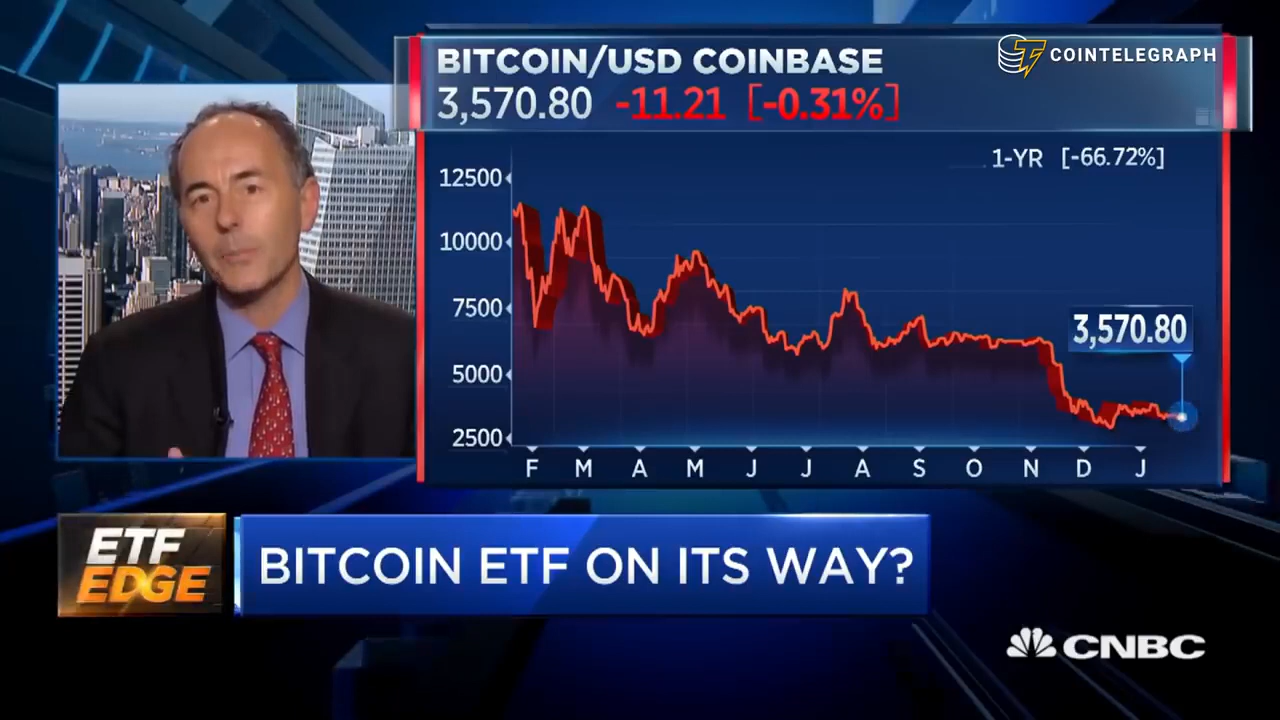 BITCOIN/USD COINBASE
COINTELEGRAPH
3,570.80 -11.21 [-0.31%]
1-YR [-66.72%]
12500
10000
7500
5000
2500
3,570.80
F M A M J J A S O N D J
ETF
EDGE
BITCOIN ETF ON ITS WAY?
CNBC